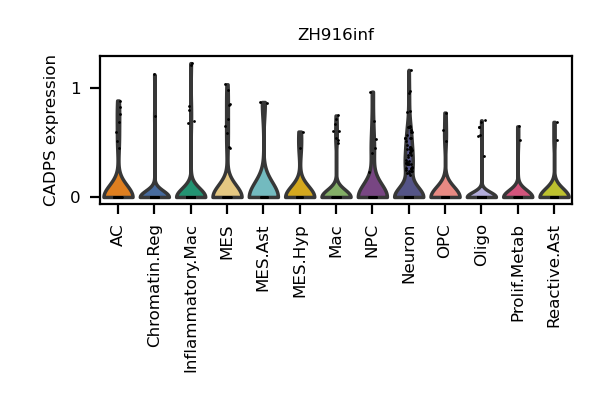 ZH916inf
CADPS expression
1
0
AC
Chromatin.Reg
Inflammatory.Mac
MES
MES.Ast
MES.Hyp
Mac
NPC
Neuron
OPC
Oligo
Prolif.Metab
Reactive.Ast